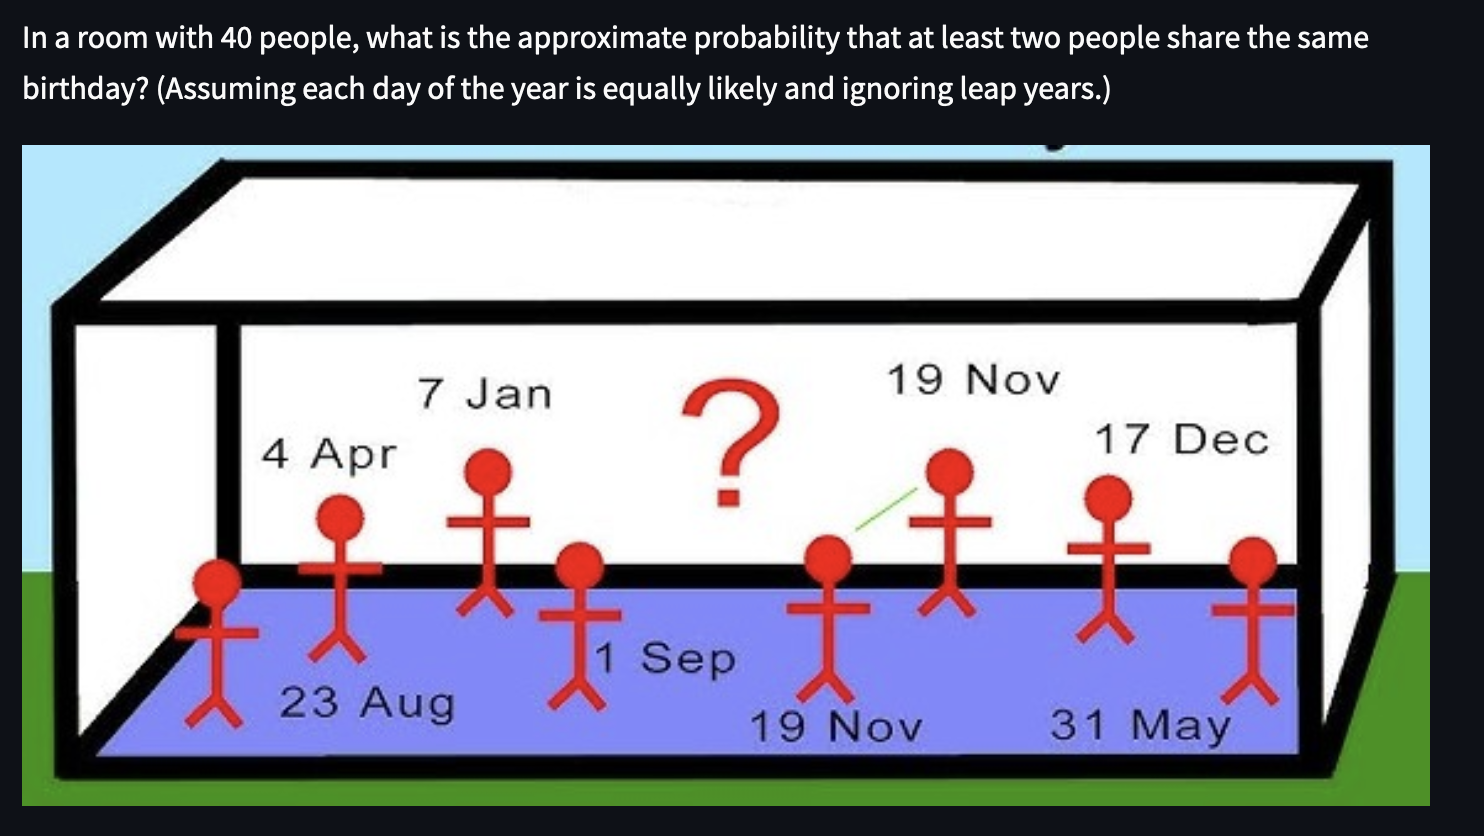 In a room with 40 people, what is the approximate probability that at least two people share the same
birthday? (Assuming each day of the year is equally likely and ignoring leap years.)
7 Jan
?
19 Nov
4 Apr
17 Dec
1 Sep
23 Aug
19 Nov
31 May